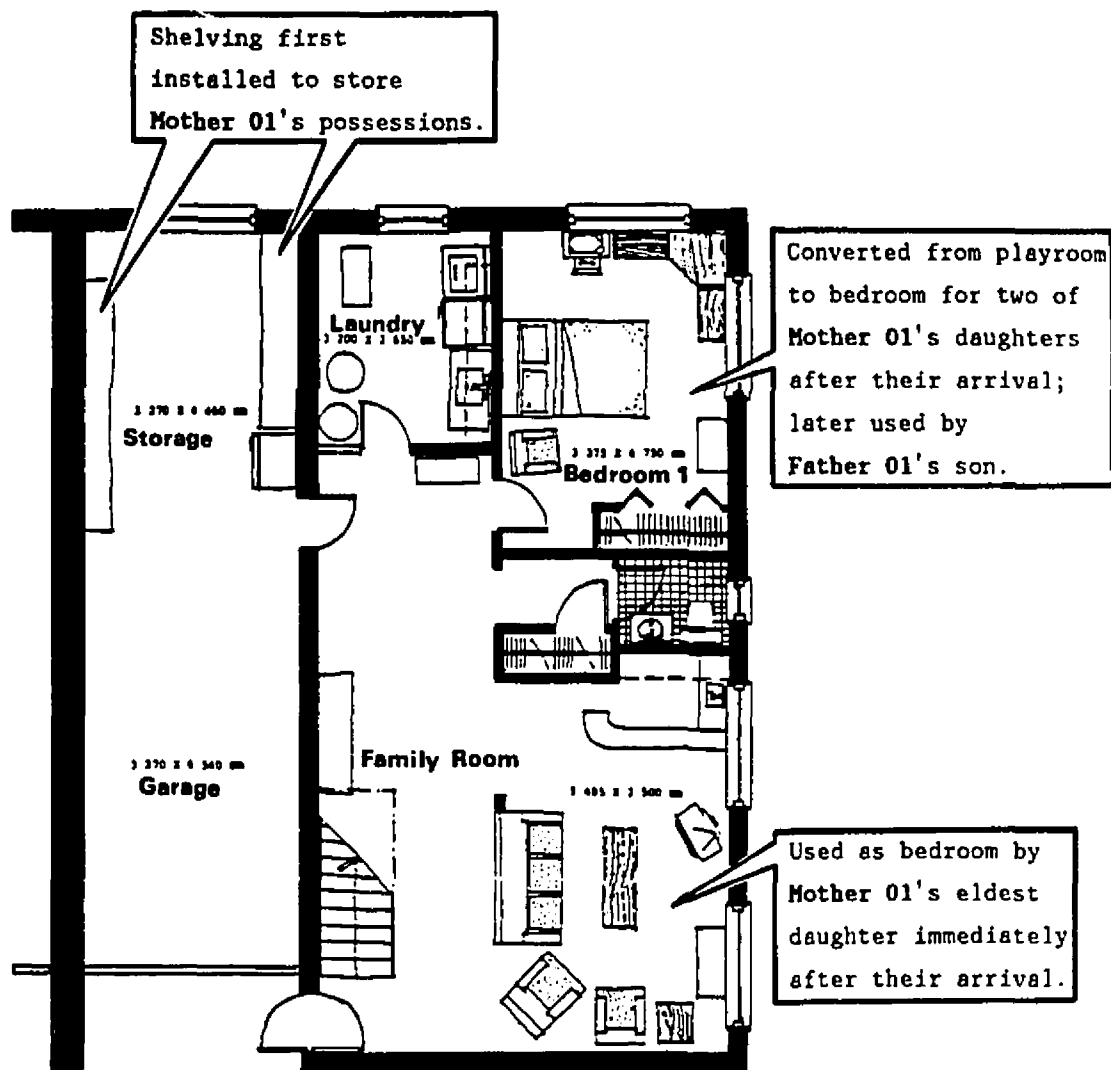 Shelving first
installed to store
Mother 01's possessions.
Converted from playroom
to bedroom for two of
Mother 01's daughters
after their arrival;
later used by
Father 01's son.
Laundry
Storage
Bedroom 1
Family Room
Garage
Used as bedroom by
Mother 01's eldest
daughter immediately
after their arrival.